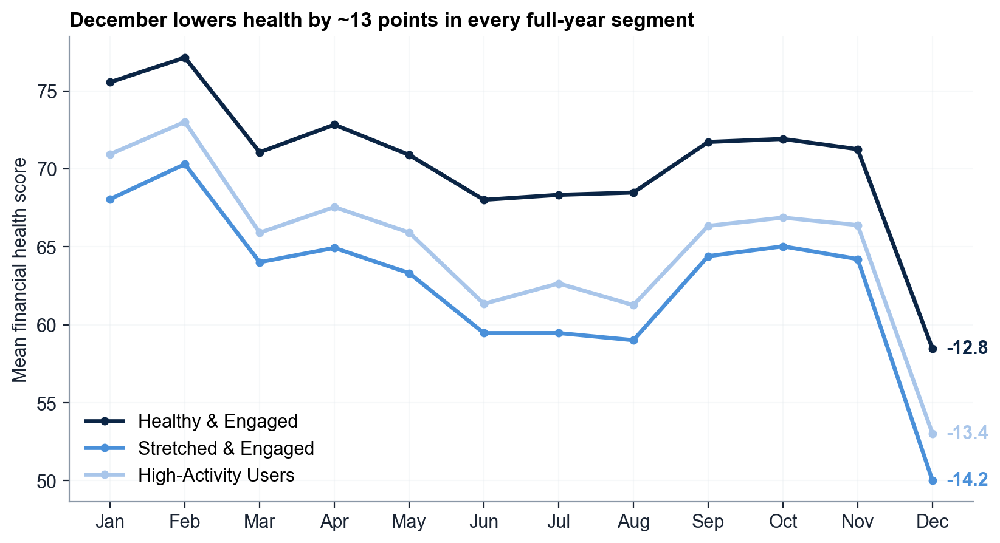 December lowers health by ~13 points in every full-year segment
Mean financial health score
75
70
65
60
55
50
-12.8
-13.4
-14.2
Healthy & Engaged
Stretched & Engaged
High-Activity Users
Jan Feb Mar Apr May Jun Jul Aug Sep Oct Nov Dec